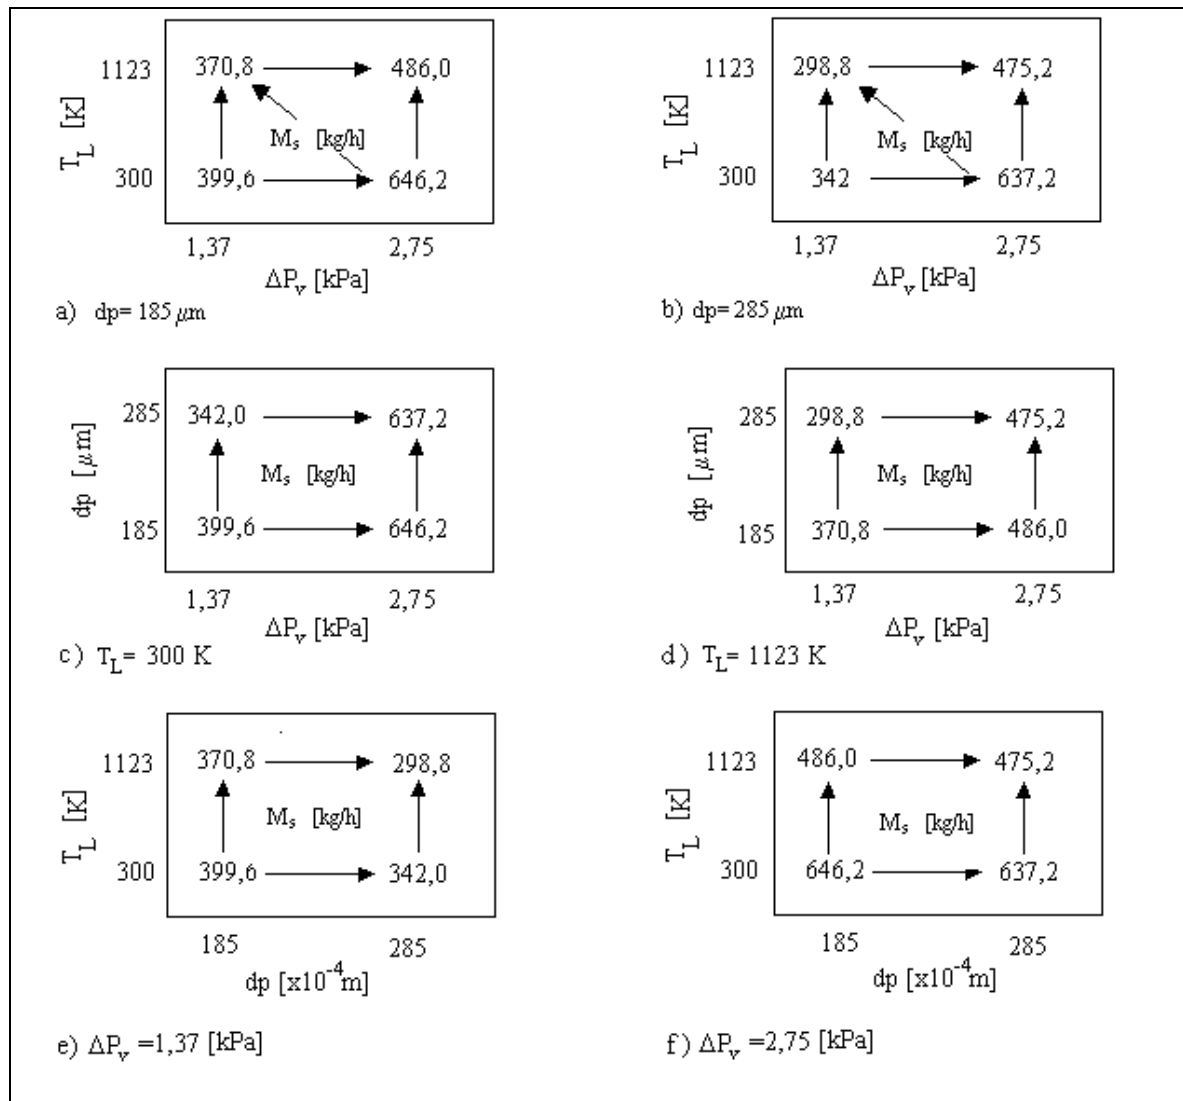 1123 370,8 486,0
T_L [K]
M_s [kg/h]
300 399,6 646,2
1,37 2,75
ΔP_v [kPa]
a) dp= 185 μm
1123 298,8 475,2
T_L [K]
M_s [kg/h]
300 342 637,2
1,37 2,75
ΔP_v [kPa]
b) dp= 285 μm
285 342,0 637,2
dp [μm]
M_s [kg/h]
185 399,6 646,2
1,37 2,75
ΔP_v [kPa]
c) T_L= 300 K
285 298,8 475,2
dp [μm]
M_s [kg/h]
185 370,8 486,0
1,37 2,75
ΔP_v [kPa]
d) T_L= 1123 K
1123 370,8 298,8
T_L [K]
M_s [kg/h]
300 399,6 342,0
185 285
dp [x10⁻⁴m]
e) ΔP_v =1,37 [kPa]
1123 486,0 475,2
T_L [K]
M_s [kg/h]
300 646,2 637,2
185 285
dp [x10⁻⁴m]
f) ΔP_v =2,75 [kPa]